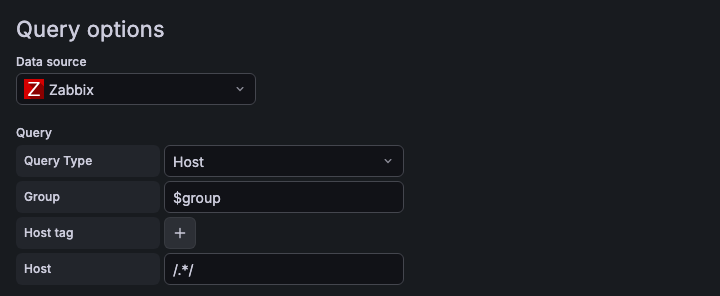 Query options
Data source
Z Zabbix
Query
Query Type Host
Group $group
Host tag +
Host /.*/